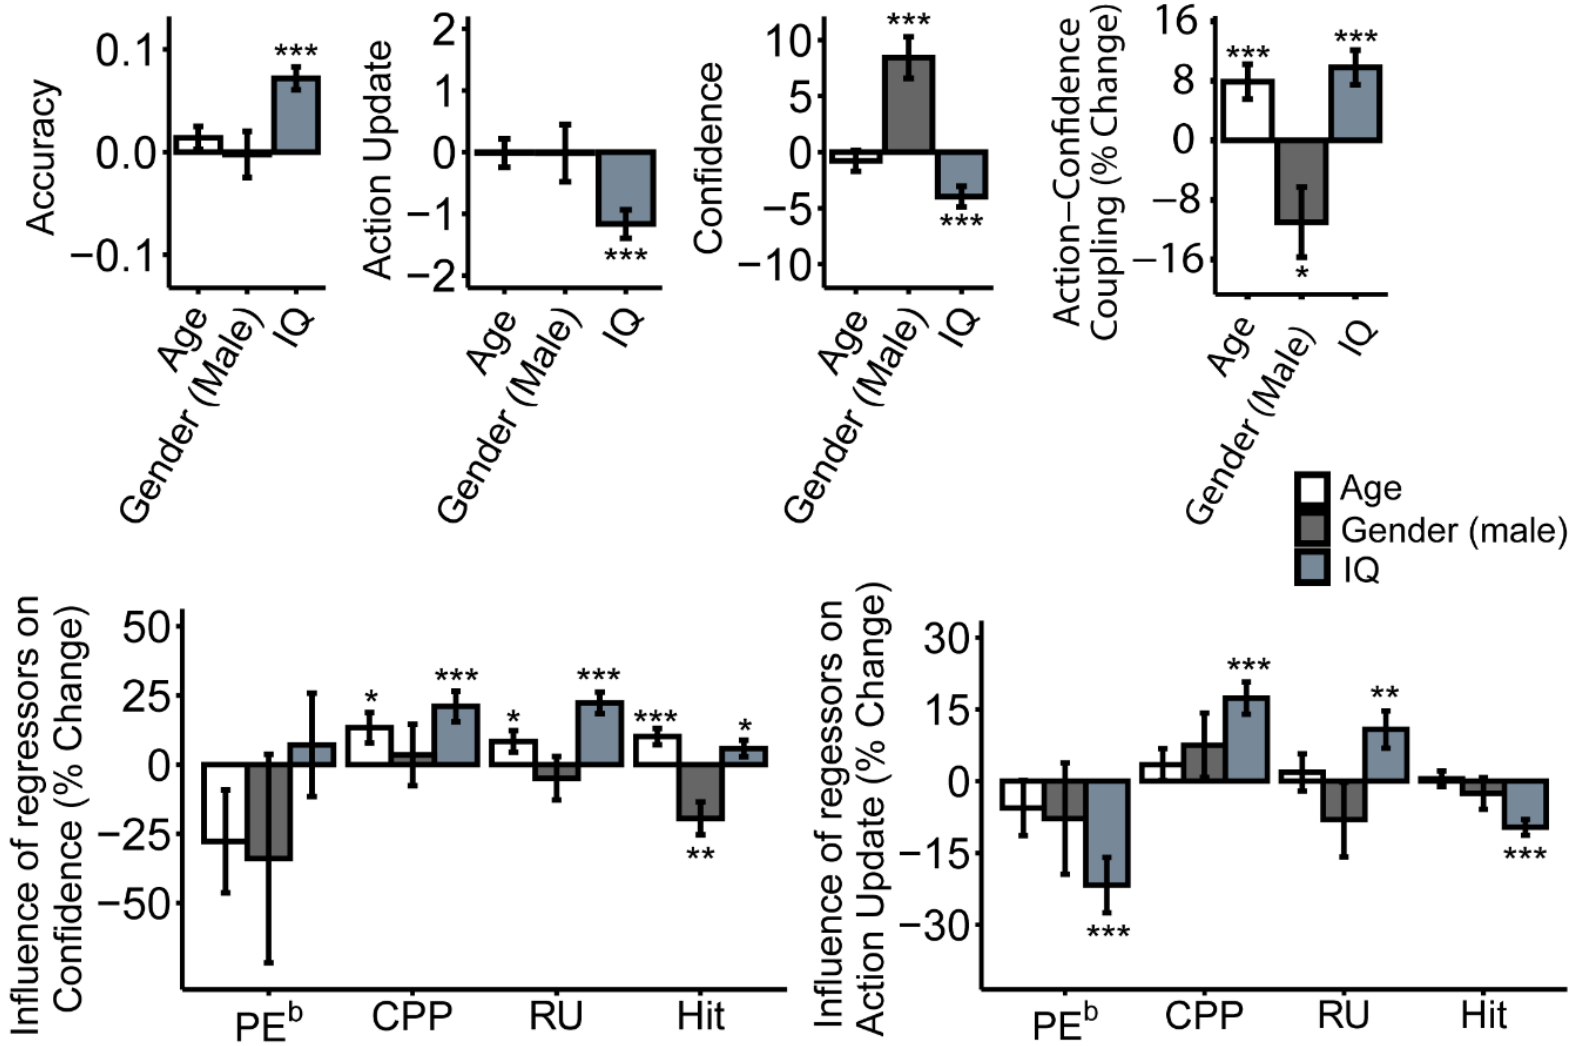 Accuracy
0.1
0.0
−0.1
***
Age
Gender (Male)
IQ
Action Update
2
1
0
−1
−2
***
Age
Gender (Male)
IQ
Confidence
10
5
0
−5
−10
***
***
Age
Gender (Male)
IQ
Action−Confidence
Coupling (% Change)
16
8
0
−8
−16
***
*
***
Age
Gender (Male)
IQ
Age
Gender (male)
IQ
Influence of regressors on
Confidence (% Change)
50
25
0
−25
−50
*
***
*
***
***
**
*
PEᵇ
CPP
RU
Hit
Influence of regessors on
Action Update (% Change)
30
15
0
−15
−30
***
***
**
***
PEᵇ
CPP
RU
Hit